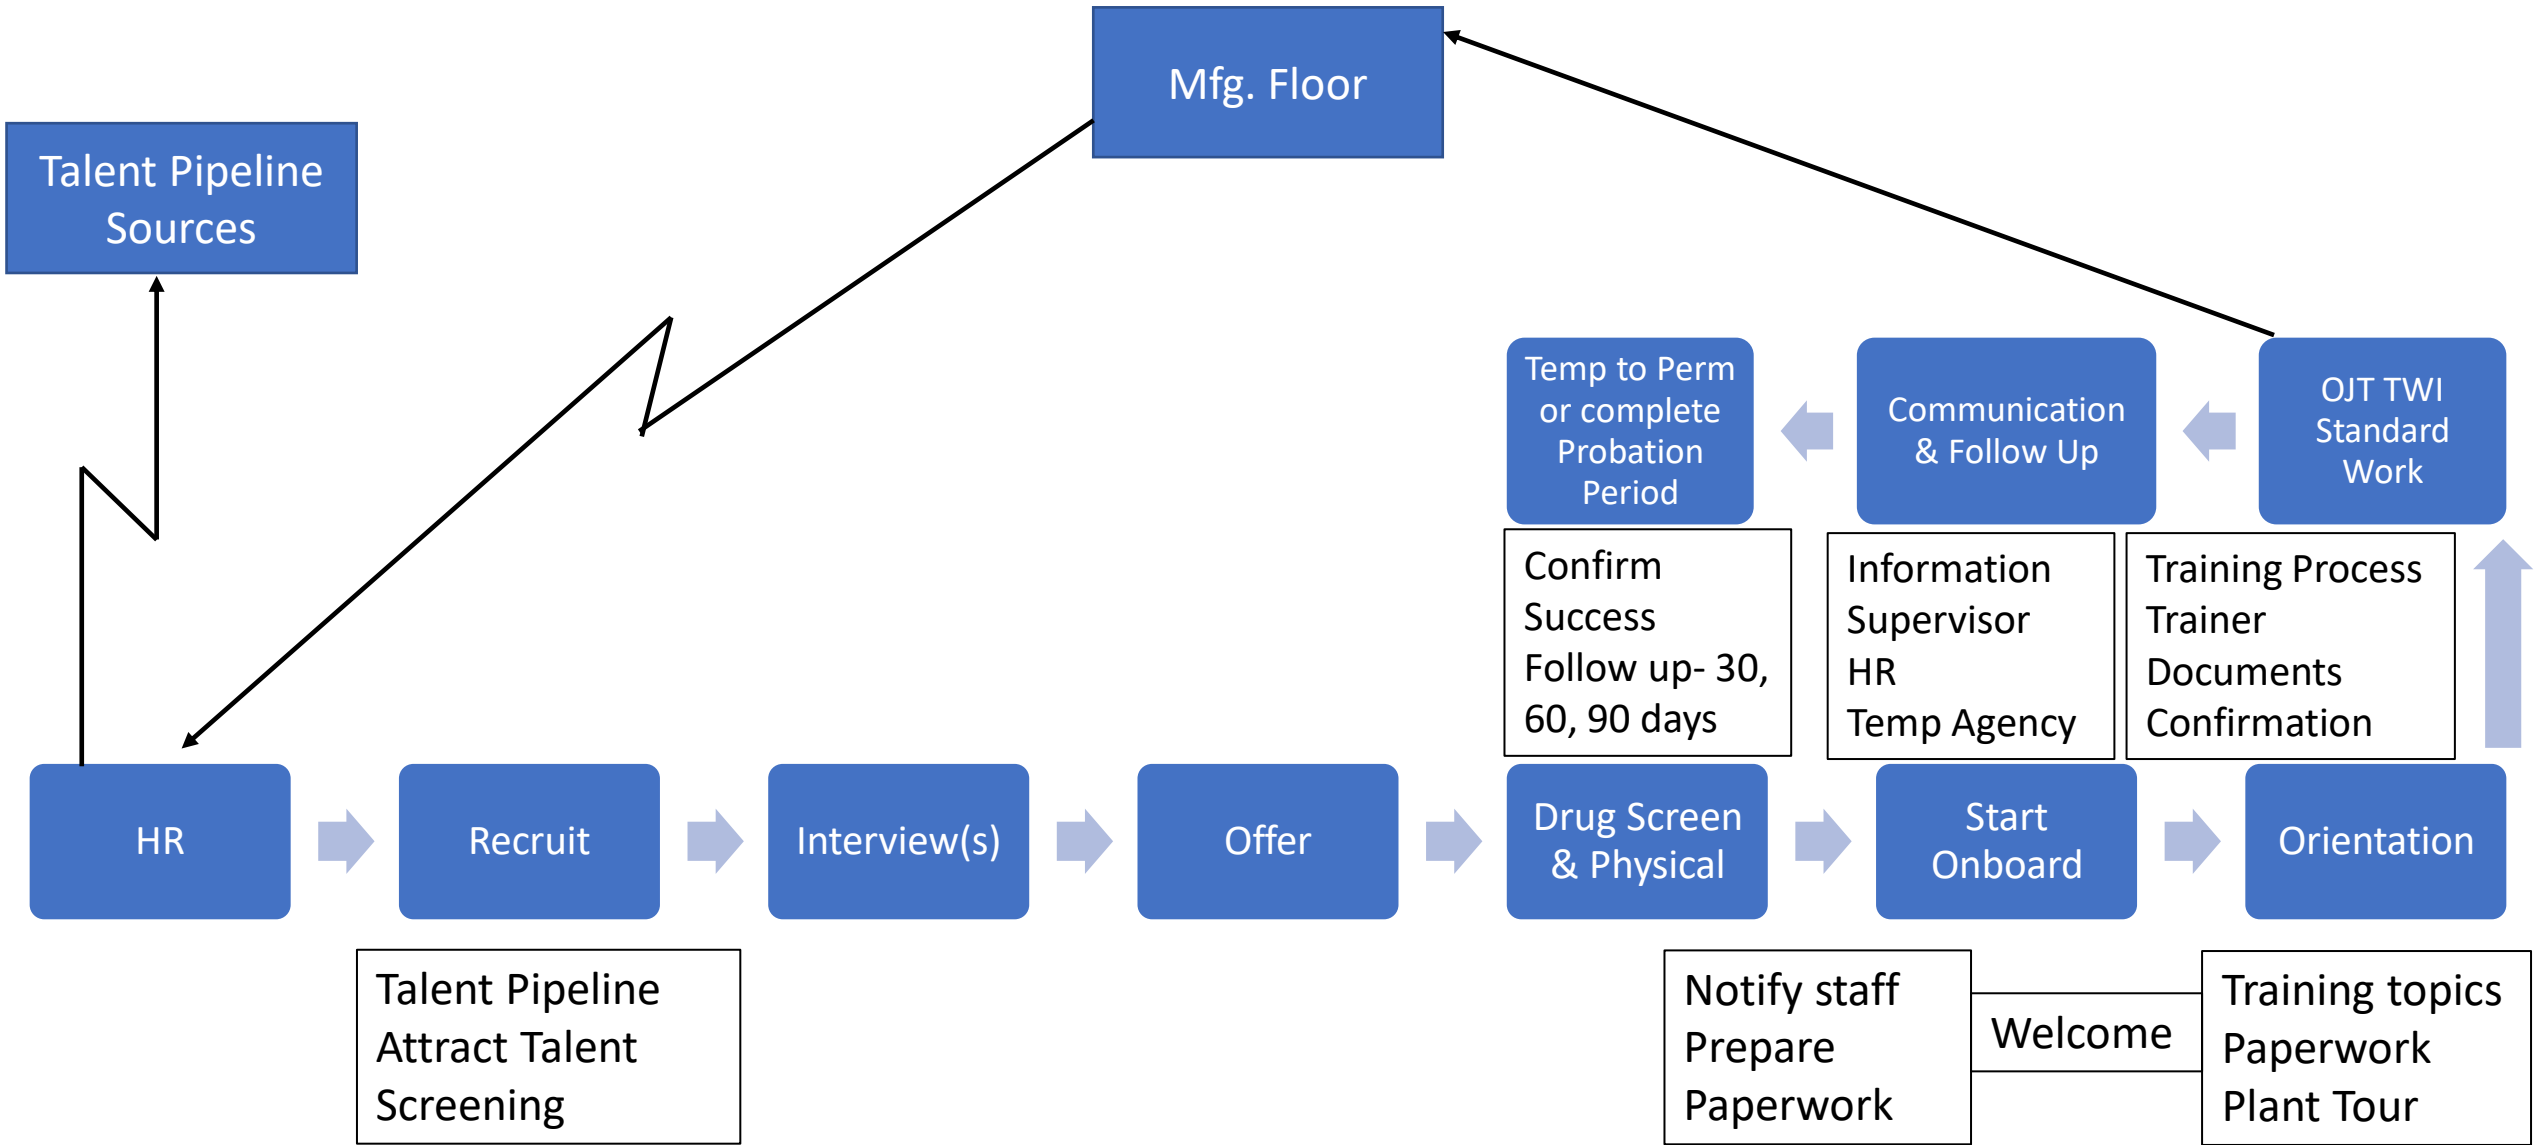 Mfg. Floor
Talent Pipeline
Sources
Temp to Perm
or complete
Probation
Period
Communication
& Follow Up
OJT TWI
Standard
Work
Confirm
Success
Follow up- 30,
60, 90 days
Information
Supervisor
HR
Temp Agency
Training Process
Trainer
Documents
Confirmation
HR
Recruit
Interview(s)
Offer
Drug Screen
& Physical
Start
Onboard
Orientation
Talent Pipeline
Attract Talent
Screening
Notify staff
Prepare
Paperwork
Welcome
Training topics
Paperwork
Plant Tour